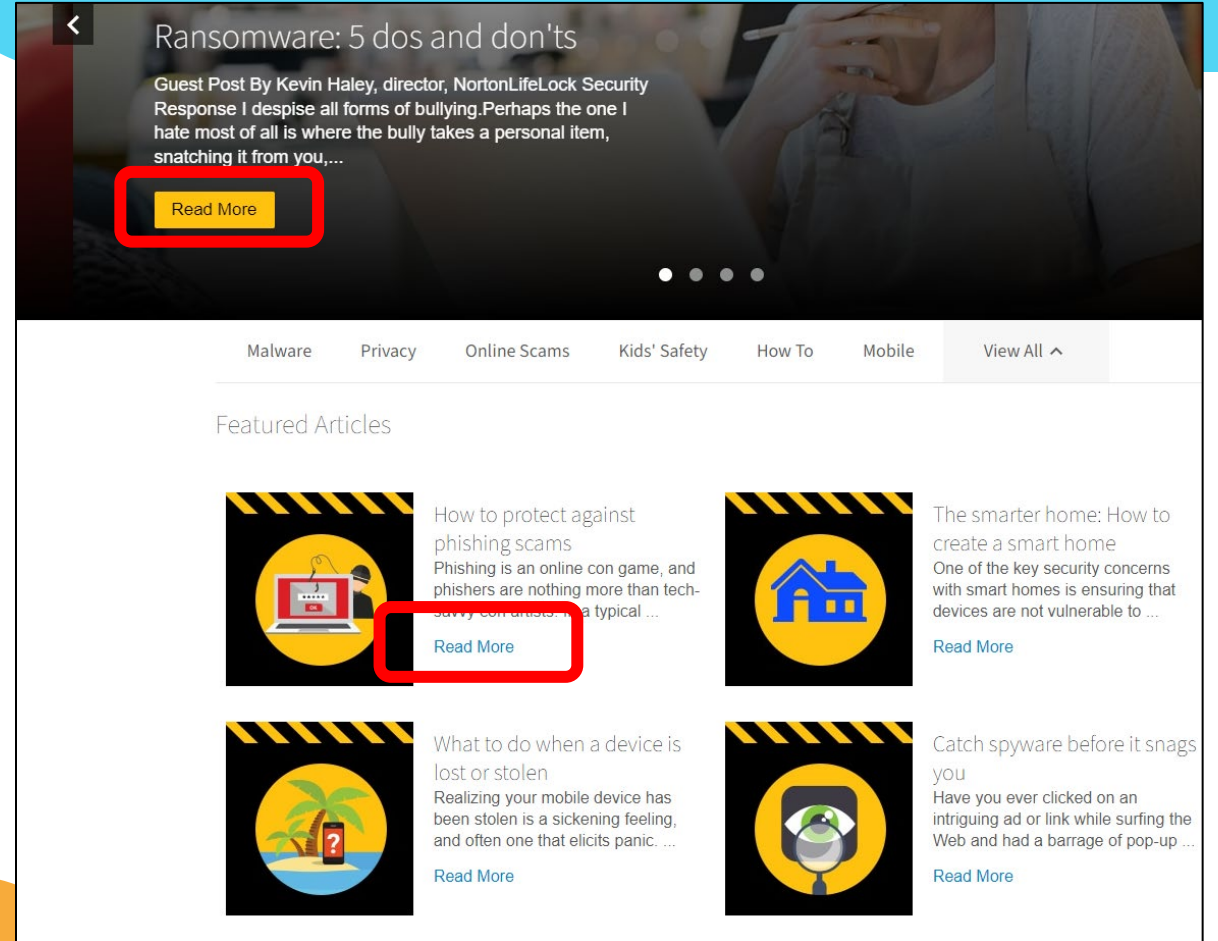 Ransomware: 5 dos and don'ts
Guest Post By Kevin Haley, director, NortonLifeLock Security
Response I despise all forms of bullying.Perhaps the one I
hate most of all is where the bully takes a personal item,
snatching it from you,...
Read More
Malware Privacy Online Scams Kids' Safety How To Mobile View All
Featured Articles
How to protect against
phishing scams
Phishing is an online con game, and
phishers are nothing more than tech-
savvy con artists. a typical ...
Read More
The smarter home: How to
create a smart home
One of the key security concerns
with smart homes is ensuring that
devices are not vulnerable to ...
Read More
What to do when a device is
lost or stolen
Realizing your mobile device has
been stolen is a sickening feeling,
and often one that elicits panic. ...
Read More
Catch spyware before it snags
you
Have you ever clicked on an
intriguing ad or link while surfing the
Web and had a barrage of pop-up ...
Read More
?